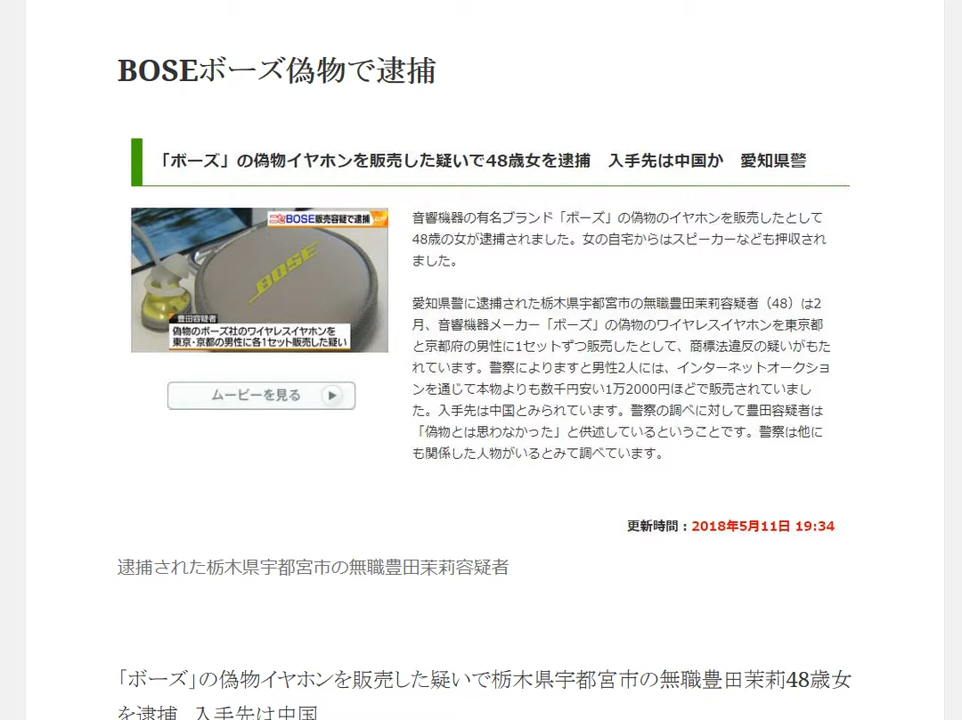 BOSEボーズ偽物で逮捕
「ボーズ」の偽物イヤホンを販売した疑いで48歳女を逮捕　入手先は中国か　愛知県警
ニセBOSE販売容疑で逮捕
BOSE
豊田容疑者
偽物のボーズ社のワイヤレスイヤホンを
東京・京都の男性に各1セット販売した疑い
ムービーを見る
音響機器の有名ブランド「ボーズ」の偽物のイヤホンを販売したとして
48歳の女が逮捕されました。女の自宅からはスピーカーなども押収され
ました。
愛知県警に逮捕された栃木県宇都宮市の無職豊田茉莉容疑者（48）は2
月、音響機器メーカー「ボーズ」の偽物のワイヤレスイヤホンを東京都
と京都府の男性に1セットずつ販売したとして、商標法違反の疑いがもた
れています。警察によりますと男性2人には、インターネットオークショ
ンを通じて本物よりも数千円安い1万2000円ほどで販売されていまし
た。入手先は中国とみられています。警察の調べに対して豊田容疑者は
「偽物とは思わなかった」と供述しているということです。警察は他に
も関係した人物がいるとみて調べています。
更新時間：2018年5月11日 19:34
逮捕された栃木県宇都宮市の無職豊田茉莉容疑者
「ボーズ」の偽物イヤホンを販売した疑いで栃木県宇都宮市の無職豊田茉莉48歳女
を逮捕　入手先は中国